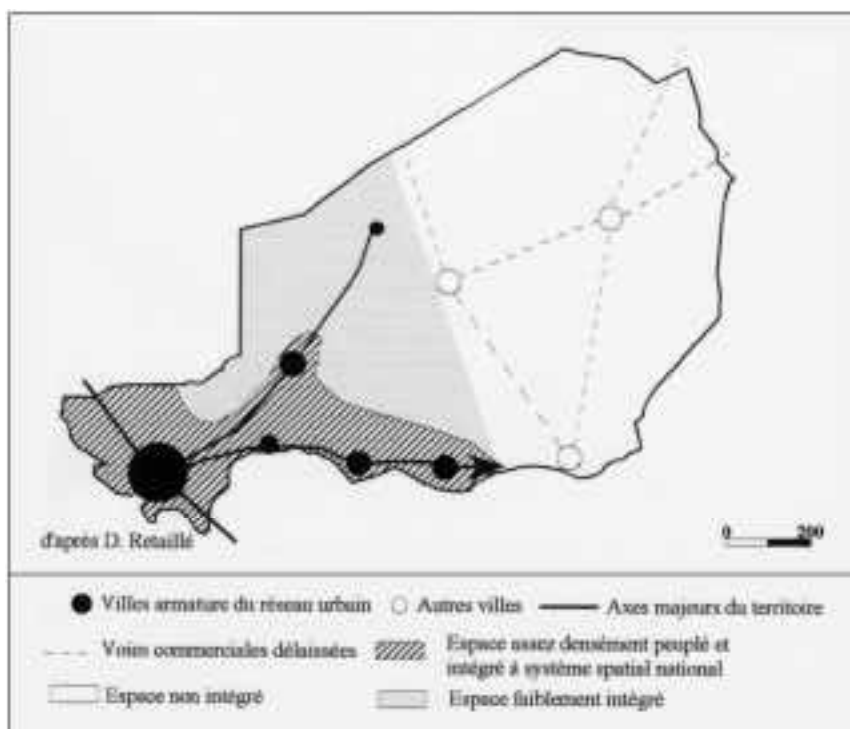 d'après D. Retaillé
0 200
Villes armature du réseau urbain Autres villes Axes majeurs du territoire
Voies commerciales délaissées Espace assez densément peuplé et
intégré à système spatial national
Espace non intégré Espace faiblement intégré